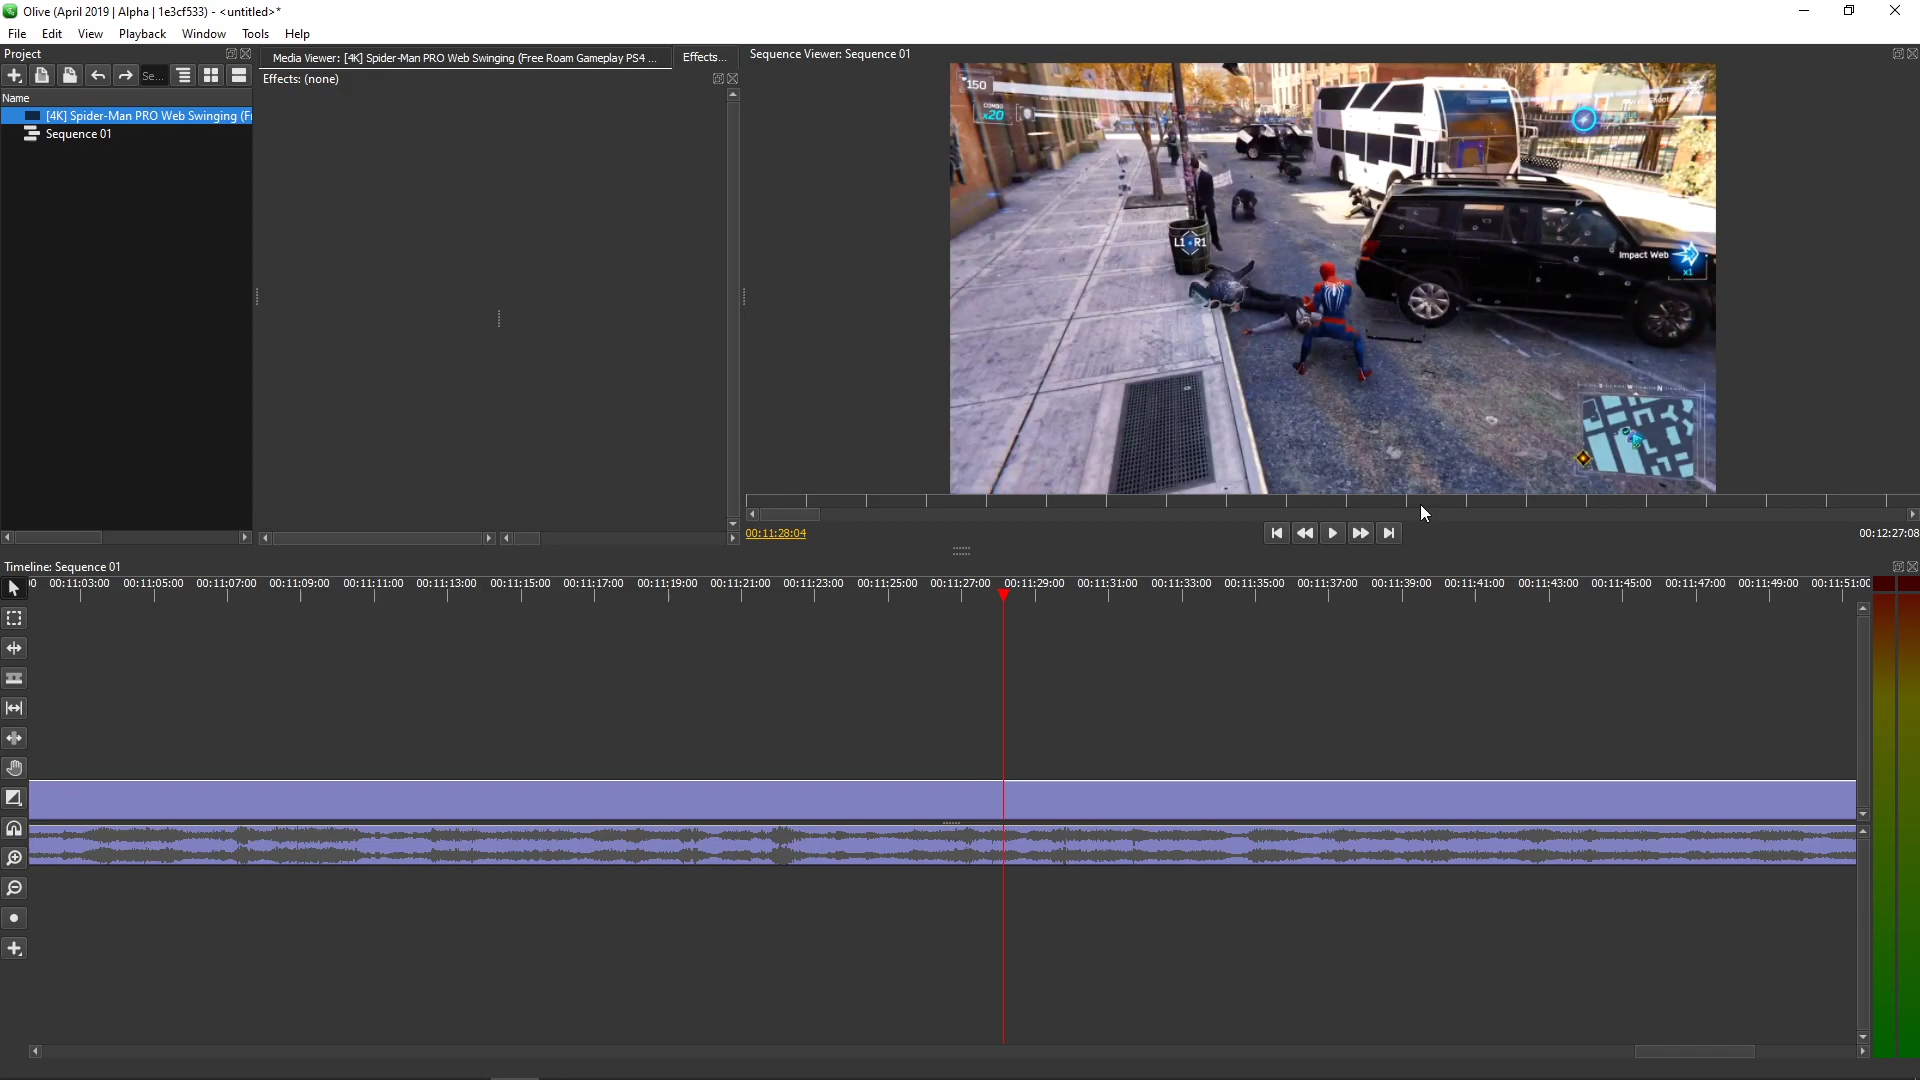 Olive (April 2019 | Alpha | 1e3cf533) - <untitled>*
File Edit View Playback Window Tools Help
Project
Media Viewer: [4K] Spider-Man PRO Web Swinging (Free Roam Gameplay PS4 ...
Effects...
Sequence Viewer: Sequence 01
Se...
Effects: (none)
Name
[4K] Spider-Man PRO Web Swinging (Fr
Sequence 01
150
COMBO
x20
L1 R1
Impact Web
x1
N
00:11:28:04
00:12:27:08
Timeline: Sequence 01
00 00:11:03:00 00:11:05:00 00:11:07:00 00:11:09:00 00:11:11:00 00:11:13:00 00:11:15:00 00:11:17:00 00:11:19:00 00:11:21:00 00:11:23:00 00:11:25:00 00:11:27:00 00:11:29:00 00:11:31:00 00:11:33:00 00:11:35:00 00:11:37:00 00:11:39:00 00:11:41:00 00:11:43:00 00:11:45:00 00:11:47:00 00:11:49:00 00:11:51:00